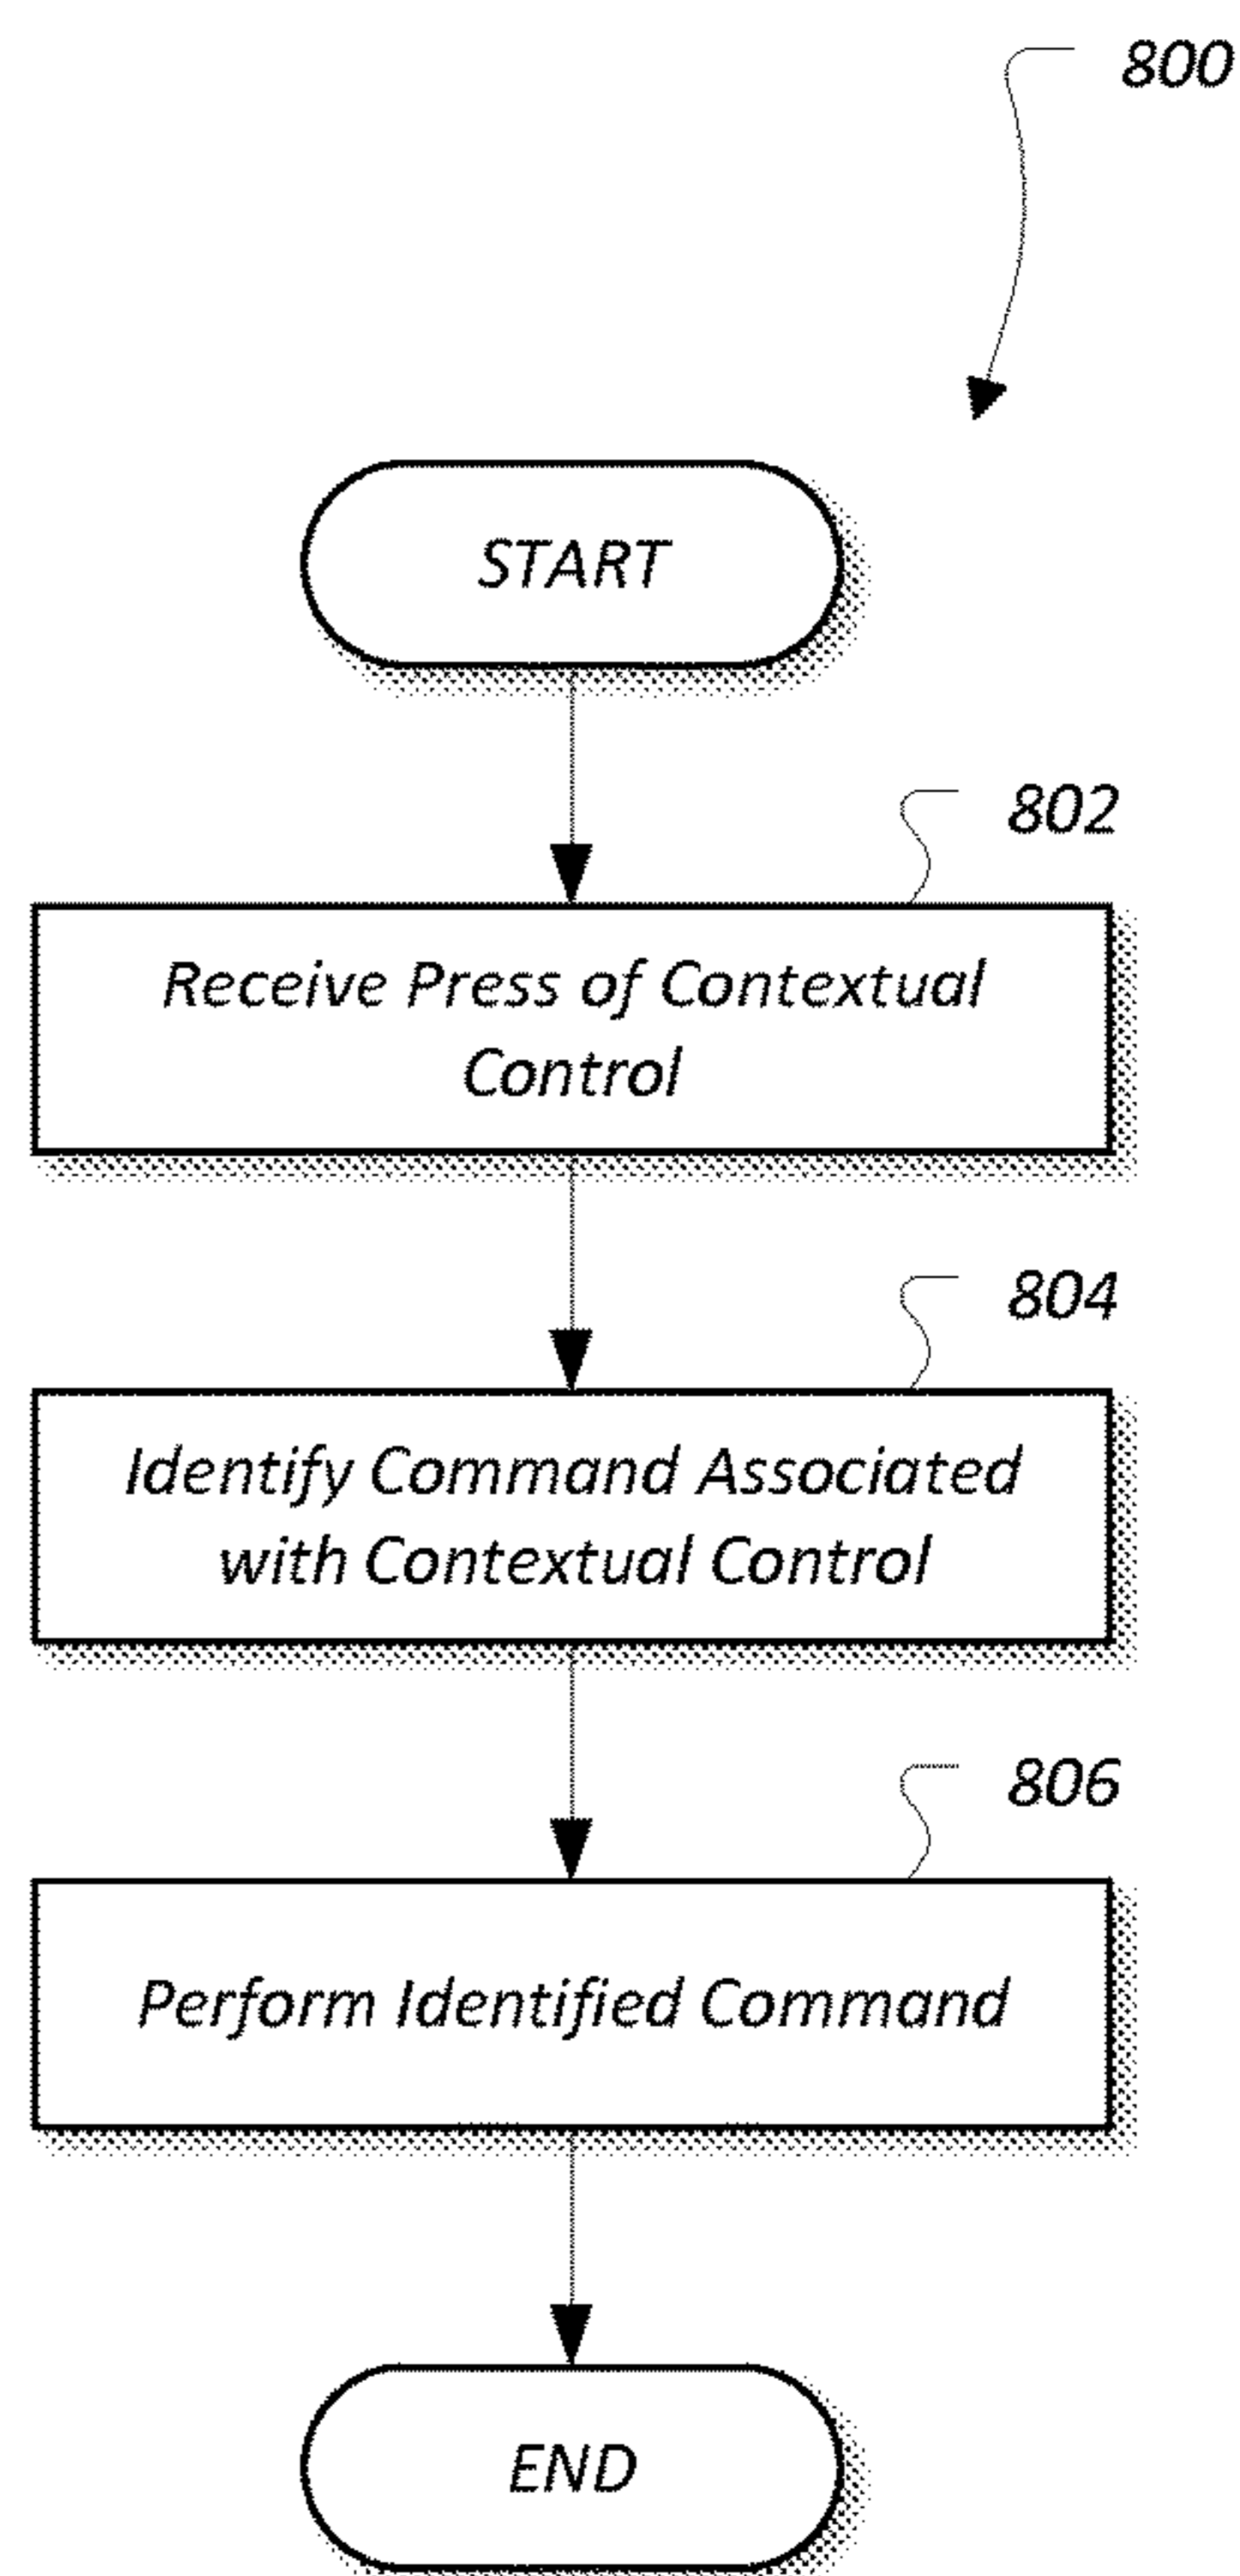 800
START
802
Receive Press of Contextual
Control
804
Identify Command Associated
with Contextual Control
806
Perform Identified Command
END